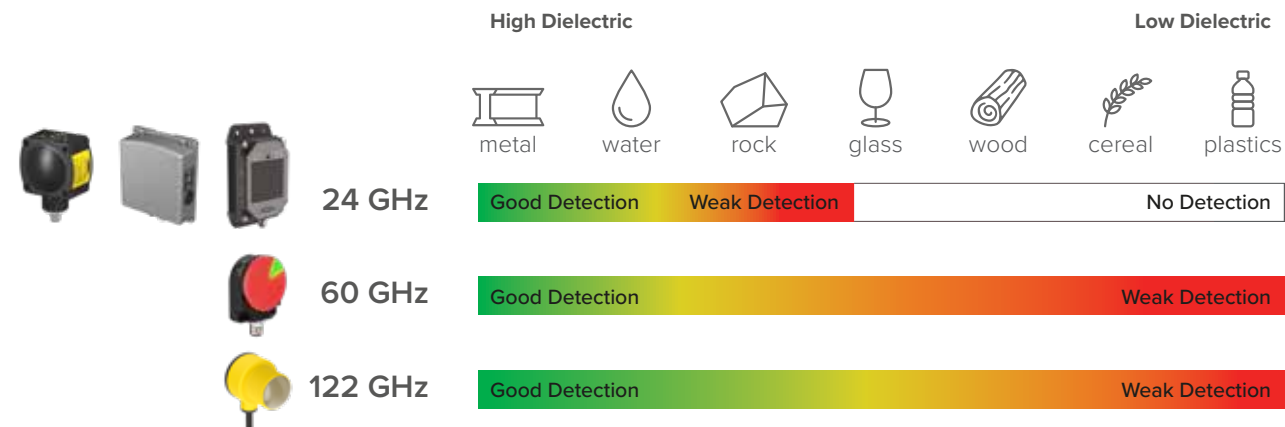 High Dielectric Low Dielectric
metal water rock glass wood cereal plastics
24 GHz Good Detection Weak Detection No Detection
60 GHz Good Detection Weak Detection
122 GHz Good Detection Weak Detection